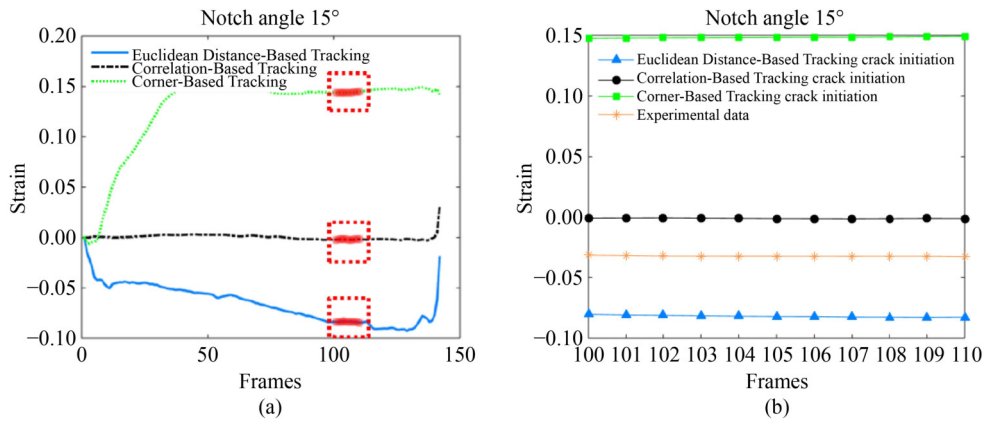 Notch angle 15°
0.20
0.15
0.10
0.05
0.00
−0.05
−0.10
Strain
Euclidean Distance-Based Tracking
Correlation-Based Tracking
Corner-Based Tracking
0
50
100
150
Frames
(a)
Notch angle 15°
0.15
0.10
0.05
0.00
−0.05
−0.10
Strain
Euclidean Distance-Based Tracking crack initiation
Correlation-Based Tracking crack initiation
Corner-Based Tracking crack initiation
Experimental data
100 101 102 103 104 105 106 107 108 109 110
Frames
(b)